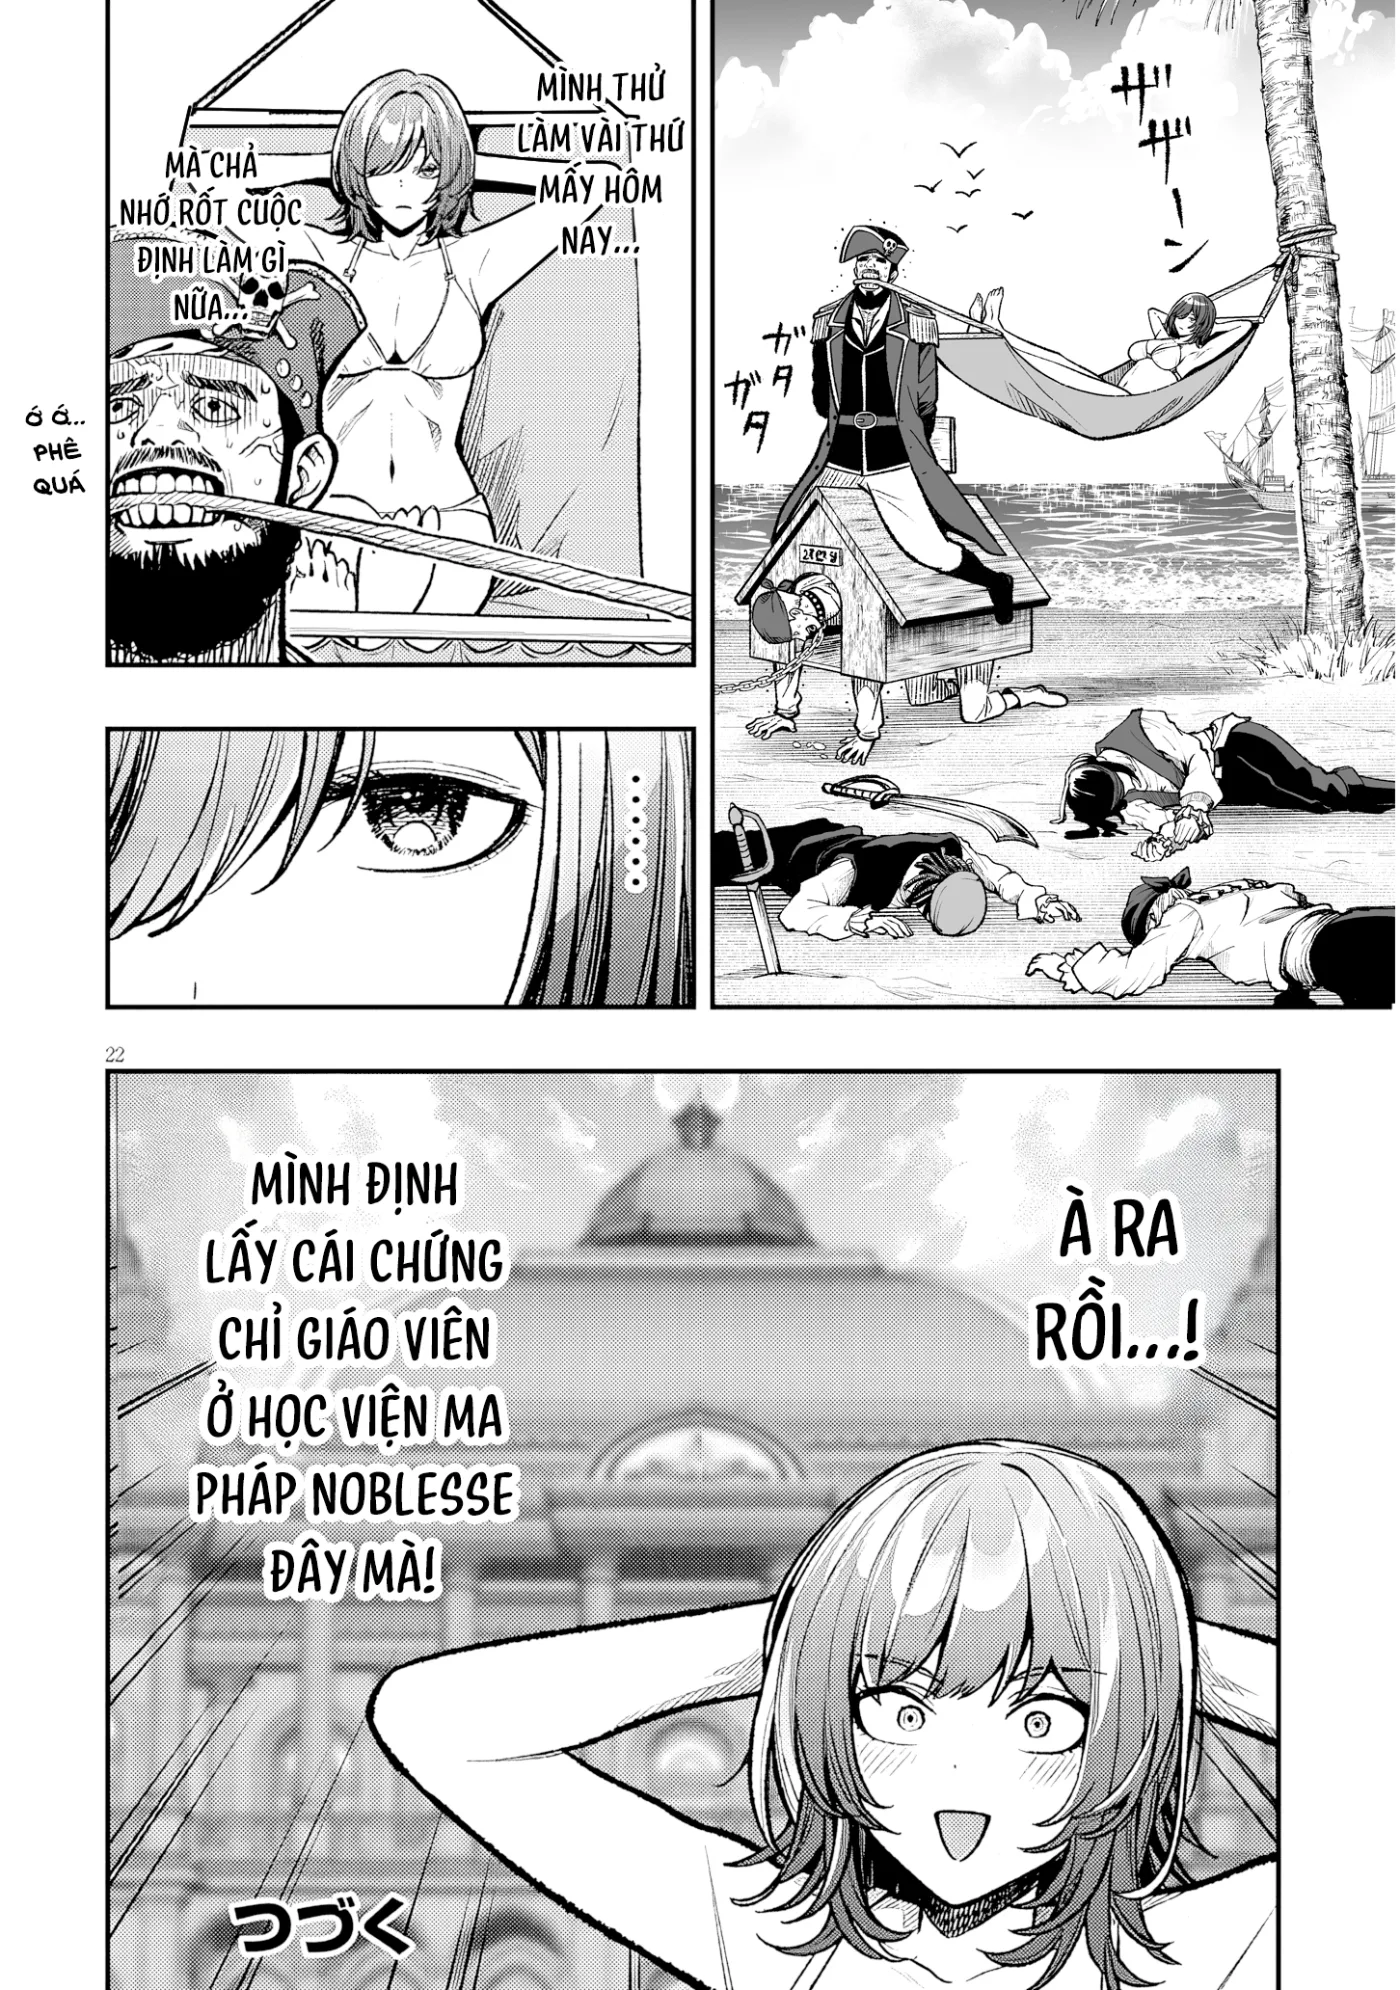 ザザーン
ガタ
ガタ
MÌNH THỬ
LÀM VÀI THỨ
MẤY HÔM
NAY...
MÀ CHẢ
NHỚ RỐT CUỘC
ĐỊNH LÀM GÌ
NỮA...
Ớ Ớ...
PHÊ
QUÁ
22
À RA
RỒI...!
MÌNH ĐỊNH
LẤY CÁI CHỨNG
CHỈ GIÁO VIÊN
Ở HỌC VIỆN MA
PHÁP NOBLESSE
ĐÂY MÀ!
つづく